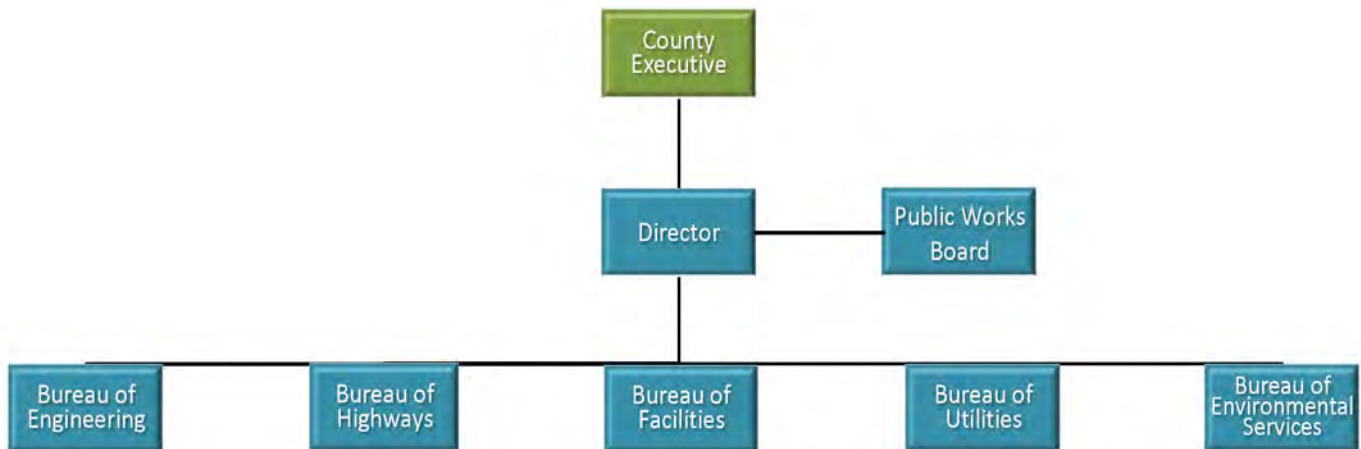 County
Executive
Director
Public Works
Board
Bureau of
Engineering
Bureau of
Highways
Bureau of
Facilities
Bureau of
Utilities
Bureau of
Environmental
Services